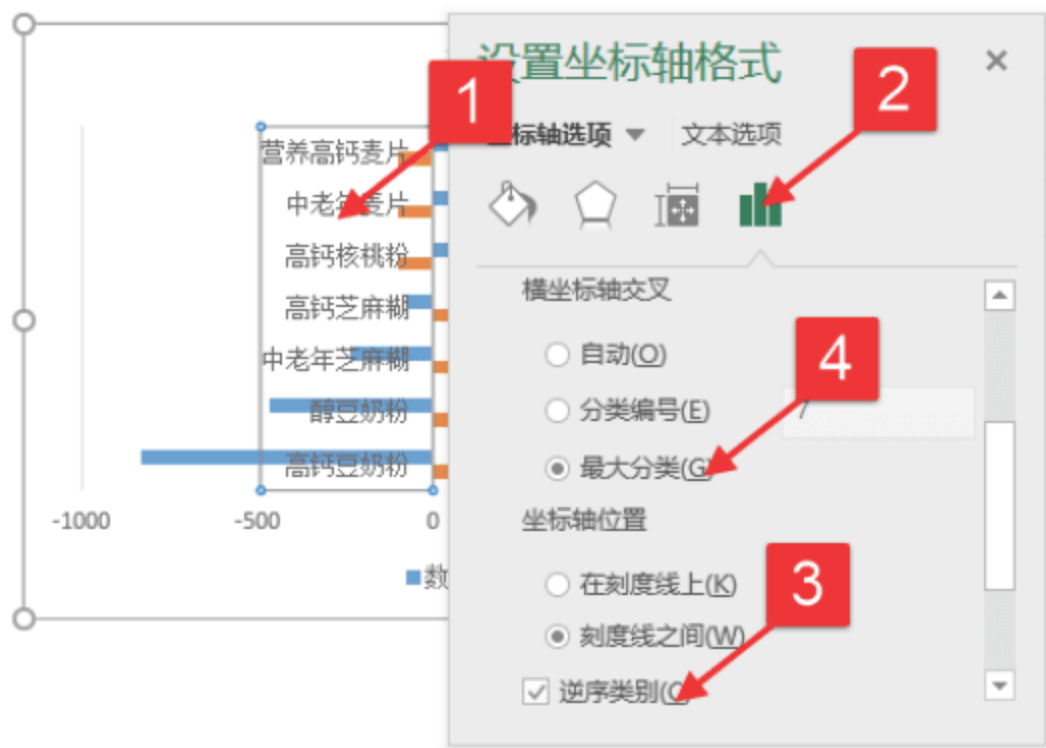 设置坐标轴格式
1
2
坐标轴选项
文本选项
营养高钙麦片
中老年麦片
高钙核桃粉
高钙芝麻糊
中老年芝麻糊
醇豆奶粉
高钙豆奶粉
-1000
-500
0
数
横坐标轴交叉
自动(O)
4
分类编号(E)
7
最大分类(G)
坐标轴位置
在刻度线上(K)
3
刻度线之间(W)
逆序类别(C)